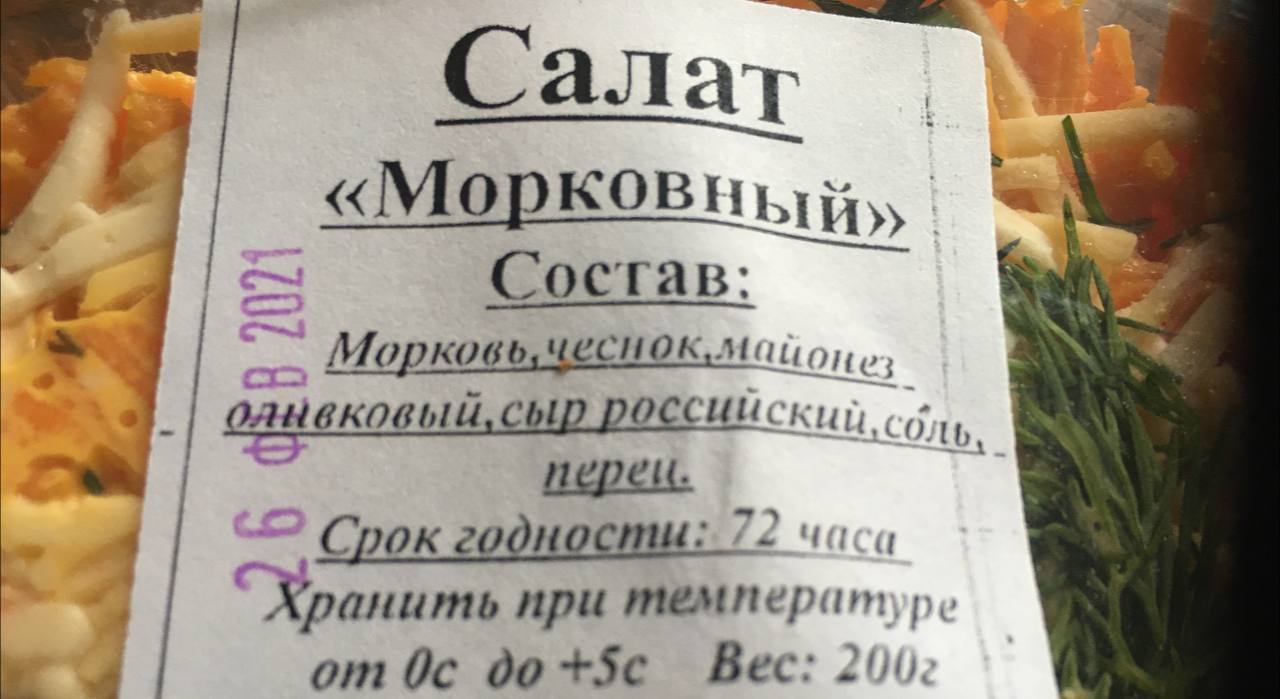 Салат
«Морковный»
Состав:
Морковь,чеснок,майонез
оливковый,сыр российский,соль,
перец.
Срок годности: 72 часа
Хранить при температуре
от 0с до +5с Вес: 200г
26 ФЕВ 2021